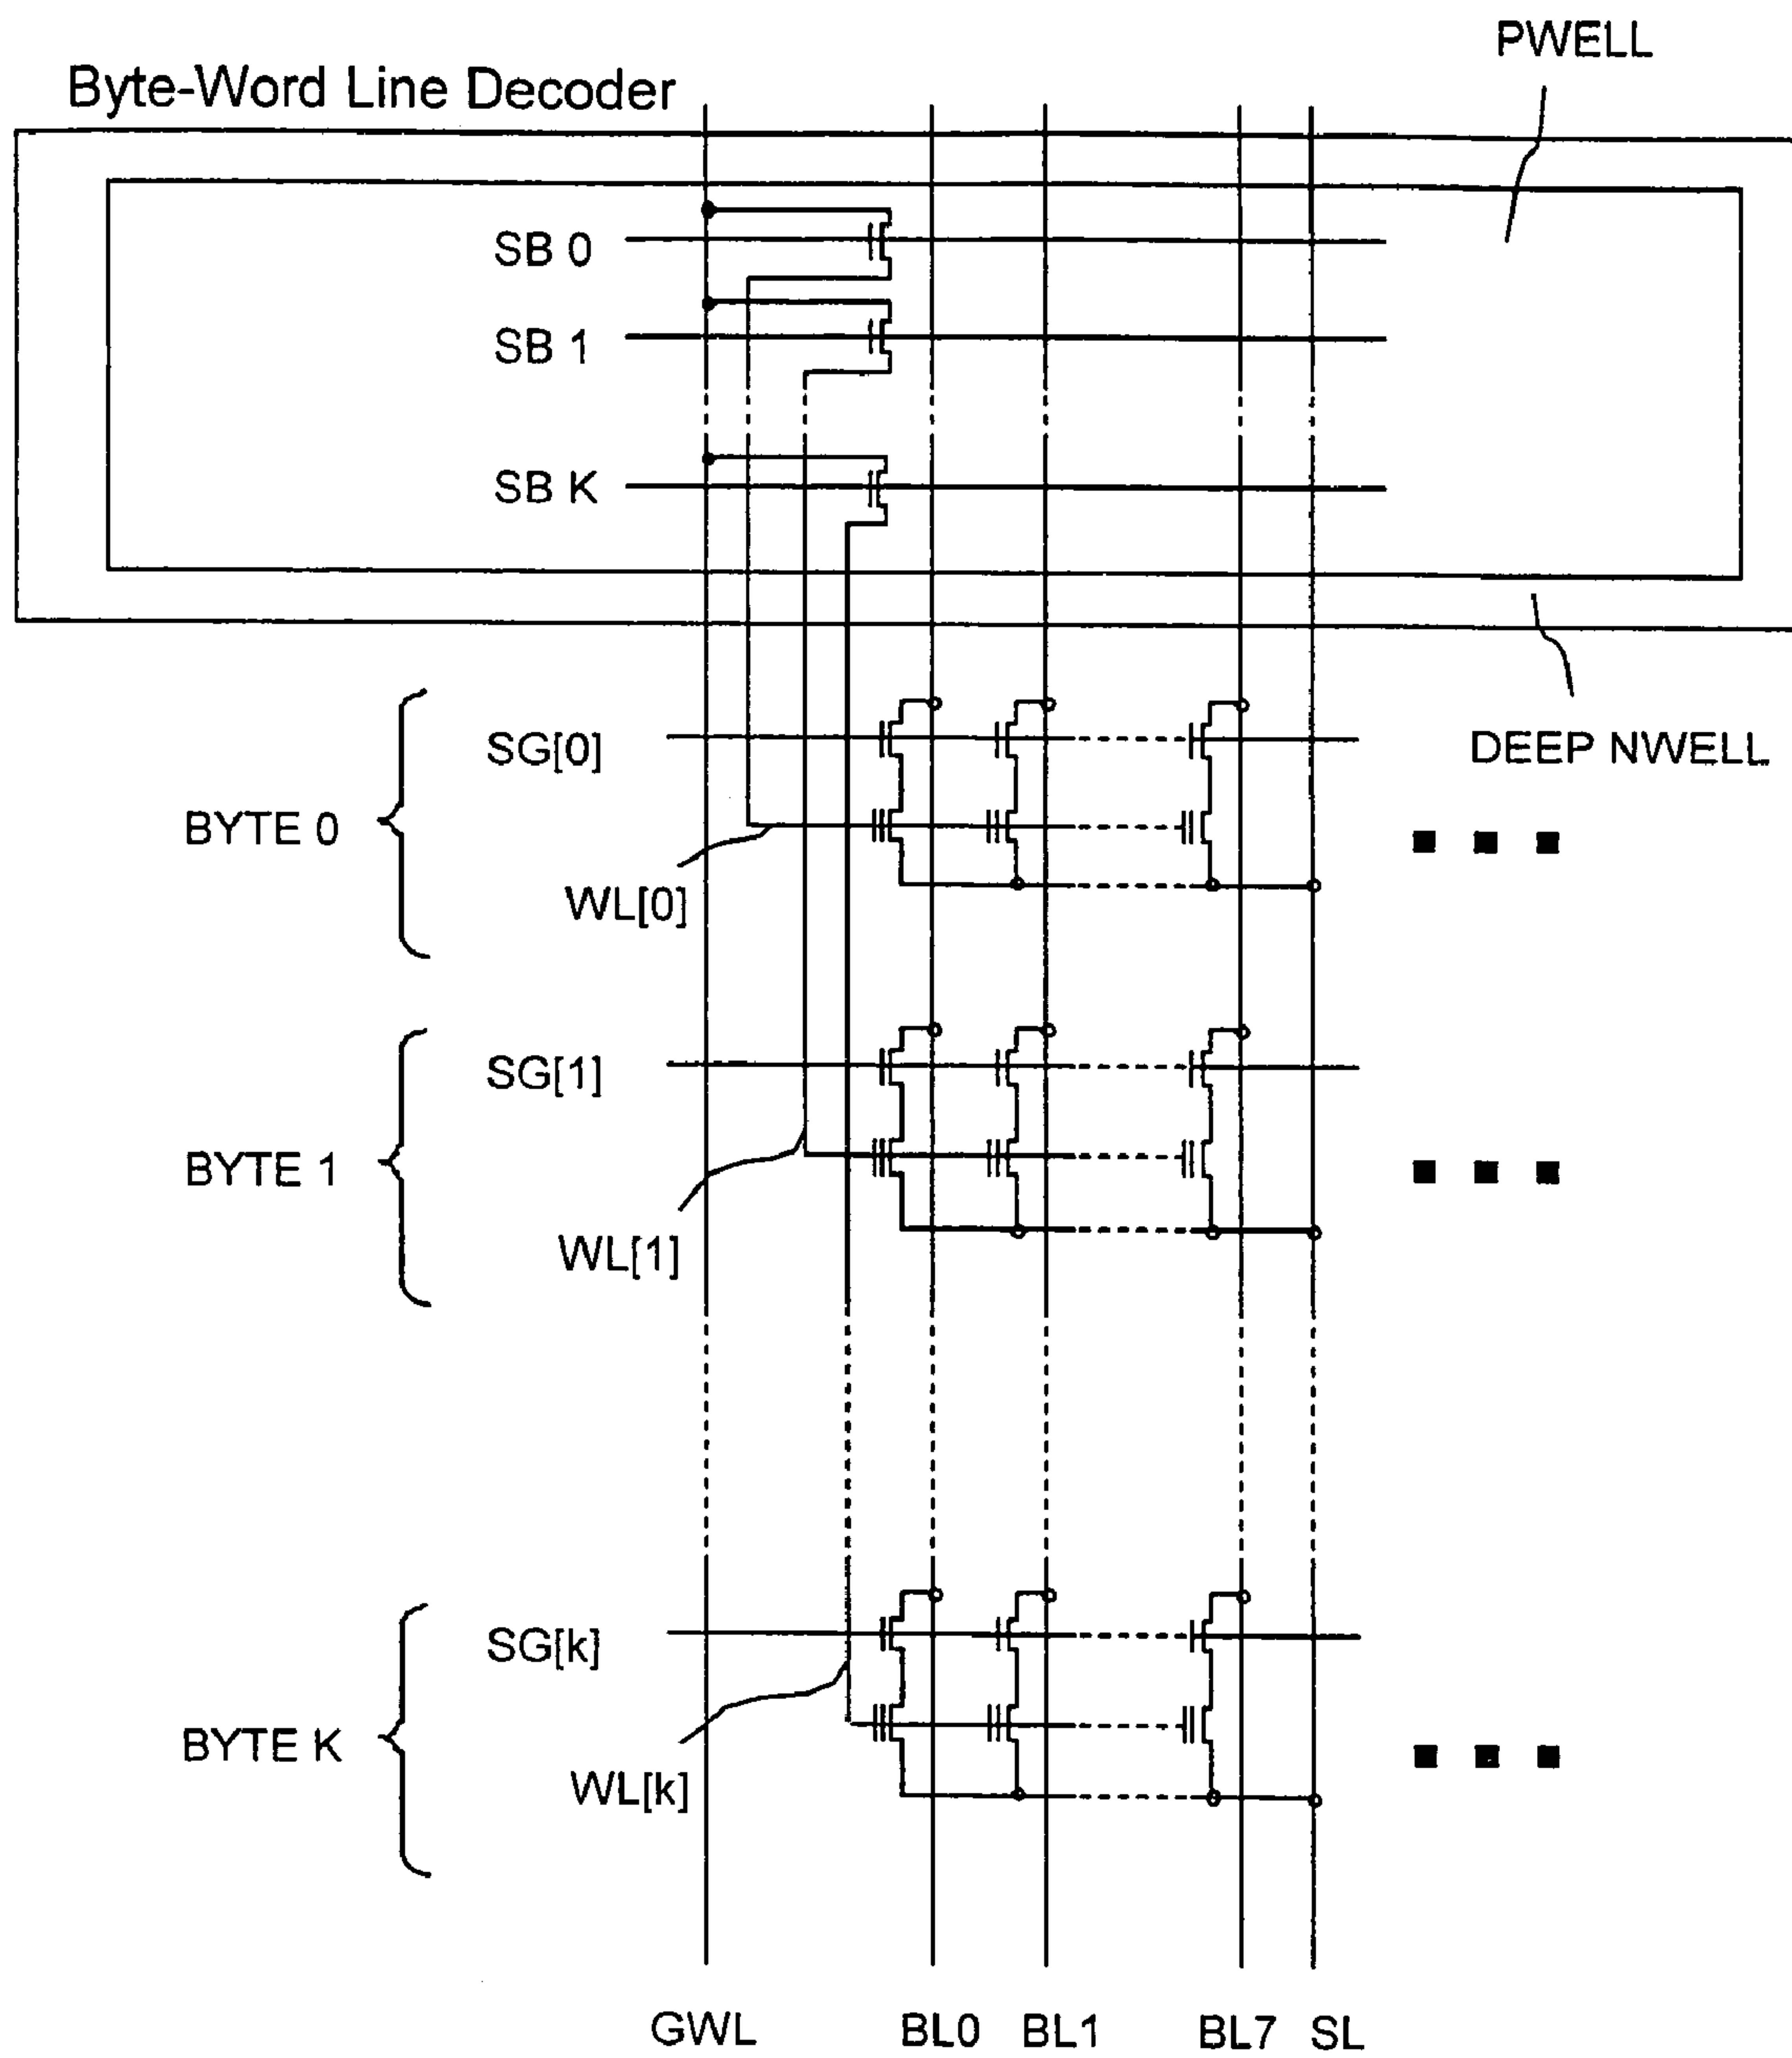 PWELL
Byte-Word Line Decoder
SB 0
SB 1
SB K
SG[0]
DEEP NWELL
BYTE 0
WL[0]
SG[1]
BYTE 1
WL[1]
SG[k]
BYTE K
WL[k]
GWL BL0 BL1 BL7 SL